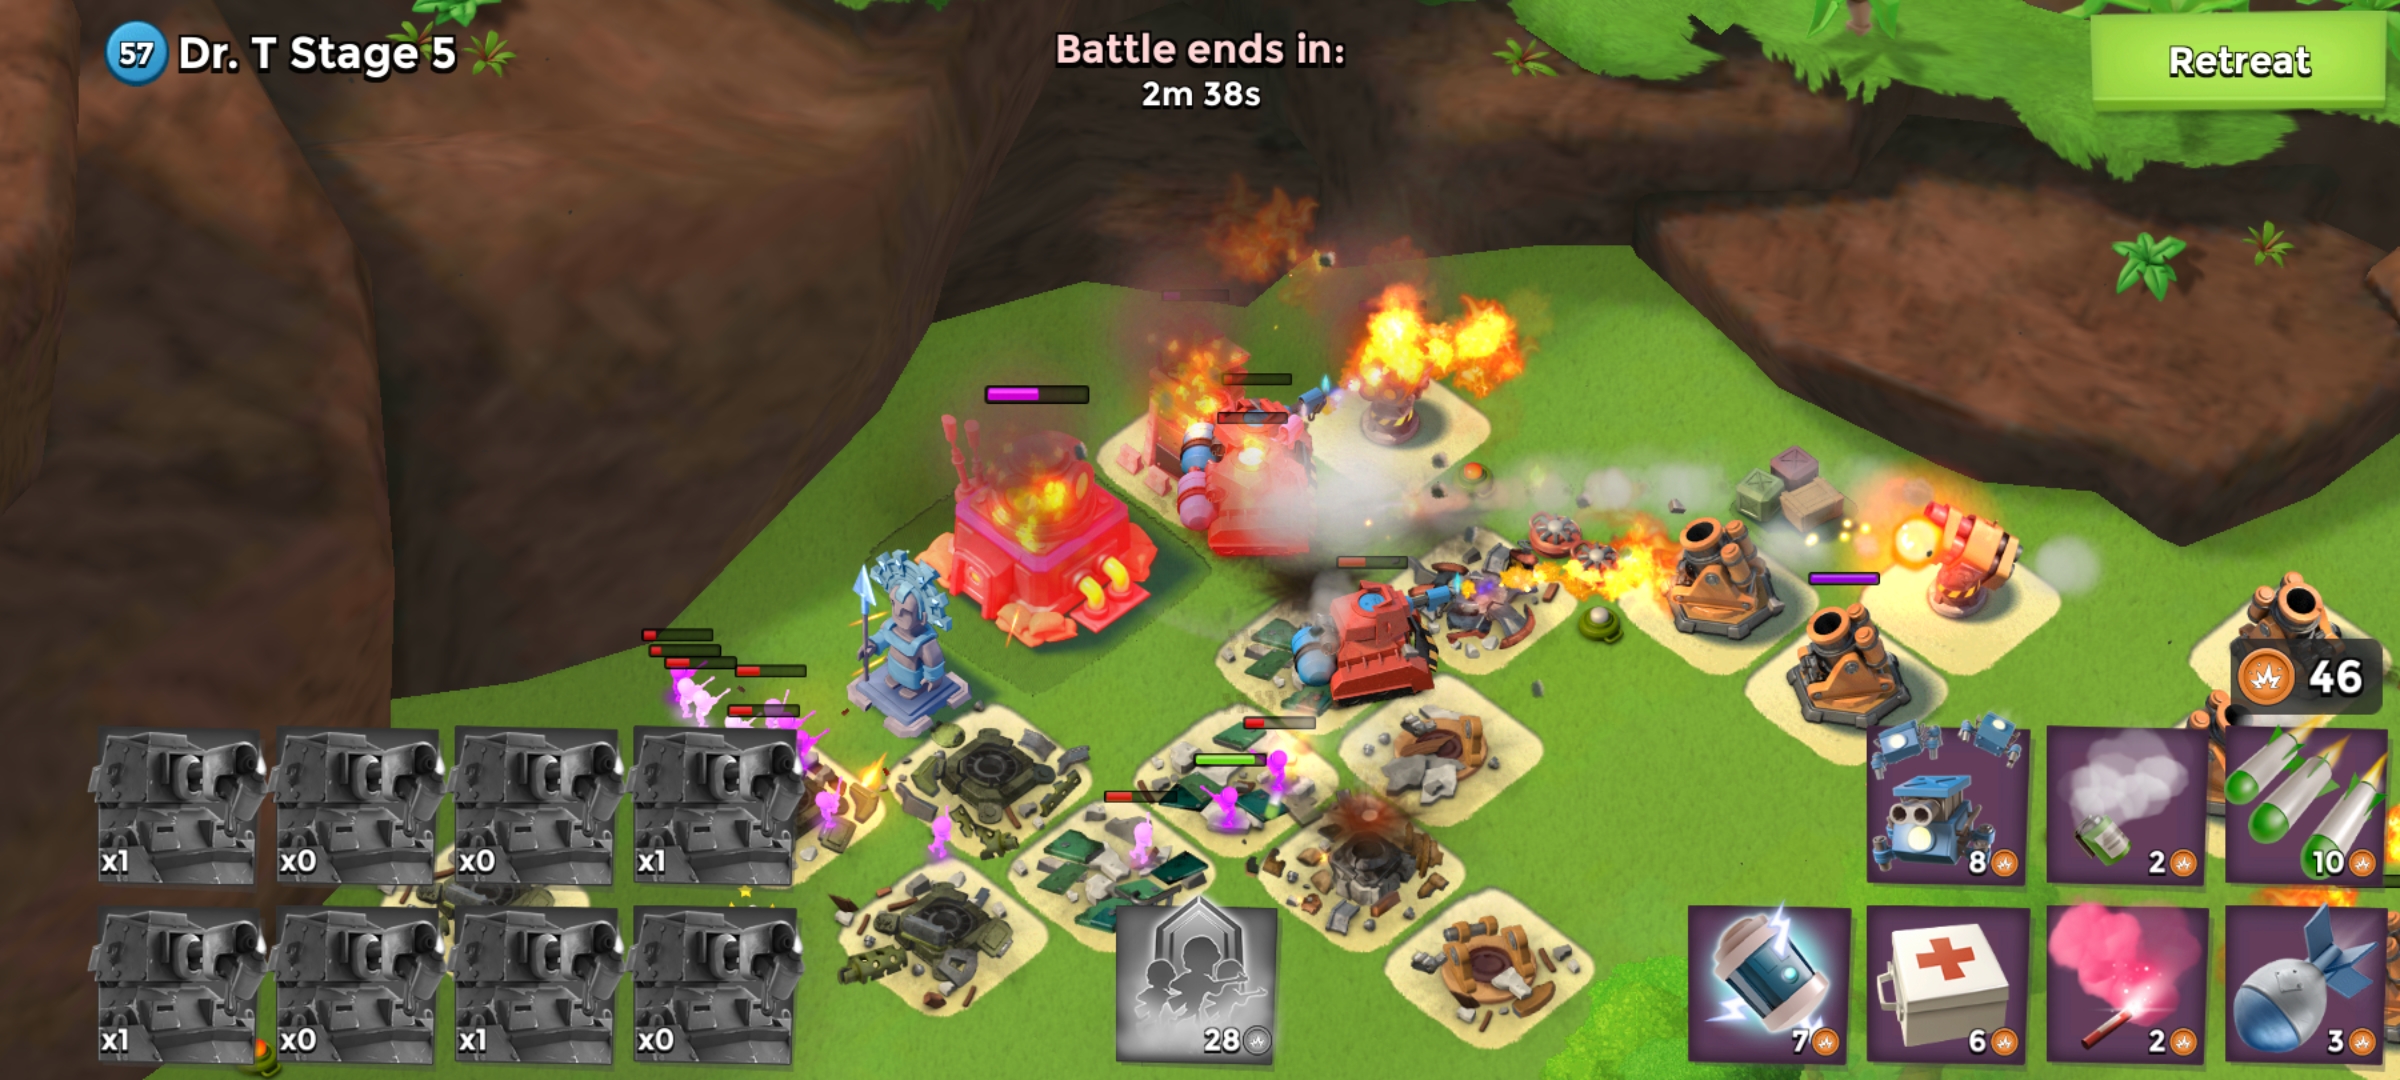 57 Dr. T Stage 5
Battle ends in:
2m 38s
Retreat
46
x1 x0 x0 x1
8 2 10
x1 x0 x1 x0
28
7 6 2 3